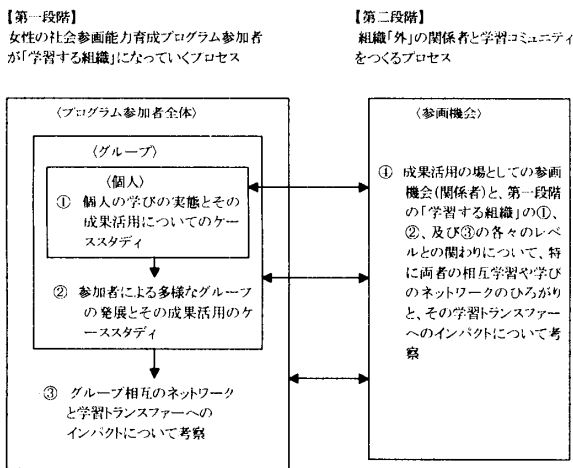 【第一段階】
女性の社会参画能力育成プログラム参加者
が「学習する組織」になっていくプロセス
【第二段階】
組織「外」の関係者と学習コミュニティ
をつくるプロセス
〈プログラム参加者全体〉
〈グループ〉
〈個人〉
① 個人の学びの実態とその
成果活用についてのケー
ススタディ
② 参加者による多様なグループ
の発展とその成果活用のケ
ーススタディ
③ グループ相互のネットワーク
と学習トランスファーへの
インパクトについて考察
〈参画機会〉
④ 成果活用の場としての参画
機会(関係者)と、第一段階
の「学習する組織」の①、
②、及び③の各々のレベ
ルとの関わりについて、特
に両者の相互学習や学び
のネットワークのひろがり
と、その学習トランスファー
へのインパクトについて考
察